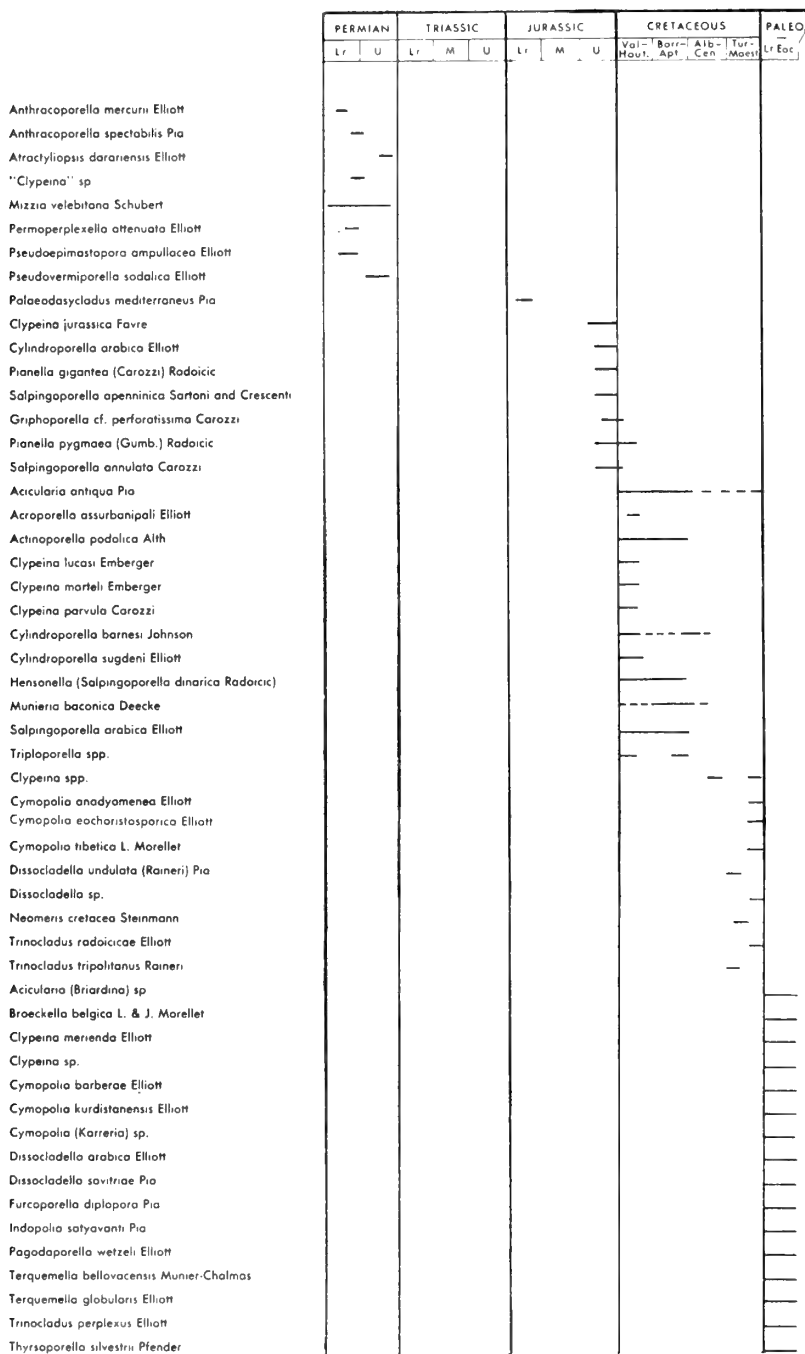 PERMIAN TRIASSIC JURASSIC CRETACEOUS PALEO
Lr U Lr M U Lr M U Val- Barr- Alb- Tur- Lr Eoc
Haut. Apt Cen Maest
Anthracoporella mercurii Elliott
Anthracoporella spectabilis Pia
Atractyliopsis darariensis Elliott
"Clypeina" sp
Mizzia velebitana Schubert
Permoperplexella attenuata Elliott
Pseudoepimastopora ampullacea Elliott
Pseudovermiporella sodalica Elliott
Palaeodasycladus mediterraneus Pia
Clypeina jurassica Favre
Cylindroporella arabica Elliott
Pianella gigantea (Carozzi) Radoicic
Salpingoporella apenninica Sartoni and Crescenti
Griphoporella cf. perforatissima Carozzi
Pianella pygmaea (Gumb.) Radoicic
Salpingoporella annulata Carozzi
Acicularia antiqua Pia
Acroporella assurbanipali Elliott
Actinoporella podolica Alth
Clypeina lucasi Emberger
Clypeina marteli Emberger
Clypeina parvula Carozzi
Cylindroporella barnesi Johnson
Cylindroporella sugdeni Elliott
Hensonella (Salpingoporella dinarica Radoicic)
Munieria baconica Deecke
Salpingoporella arabica Elliott
Triploporella spp.
Clypeina spp.
Cymopolia anadyomenea Elliott
Cymopolia eochoristosporica Elliott
Cymopolia tibetica L. Morellet
Dissocladella undulata (Raineri) Pia
Dissocladella sp.
Neomeris cretacea Steinmann
Trinocladus radoicicae Elliott
Trinocladus tripolitanus Raineri
Acicularia (Briardina) sp
Broeckella belgica L. & J. Morellet
Clypeina merienda Elliott
Clypeina sp.
Cymopolia barberae Elliott
Cymopolia kurdistanensis Elliott
Cymopolia (Karreria) sp.
Dissocladella arabica Elliott
Dissocladella savitriae Pia
Furcoporella diplopora Pia
Indopolia satyavanti Pia
Pagodaporella wetzeli Elliott
Terquemella bellovacensis Munier-Chalmas
Terquemella globularis Elliott
Trinocladus perplexus Elliott
Thyrsoporella silvestrii Pfender